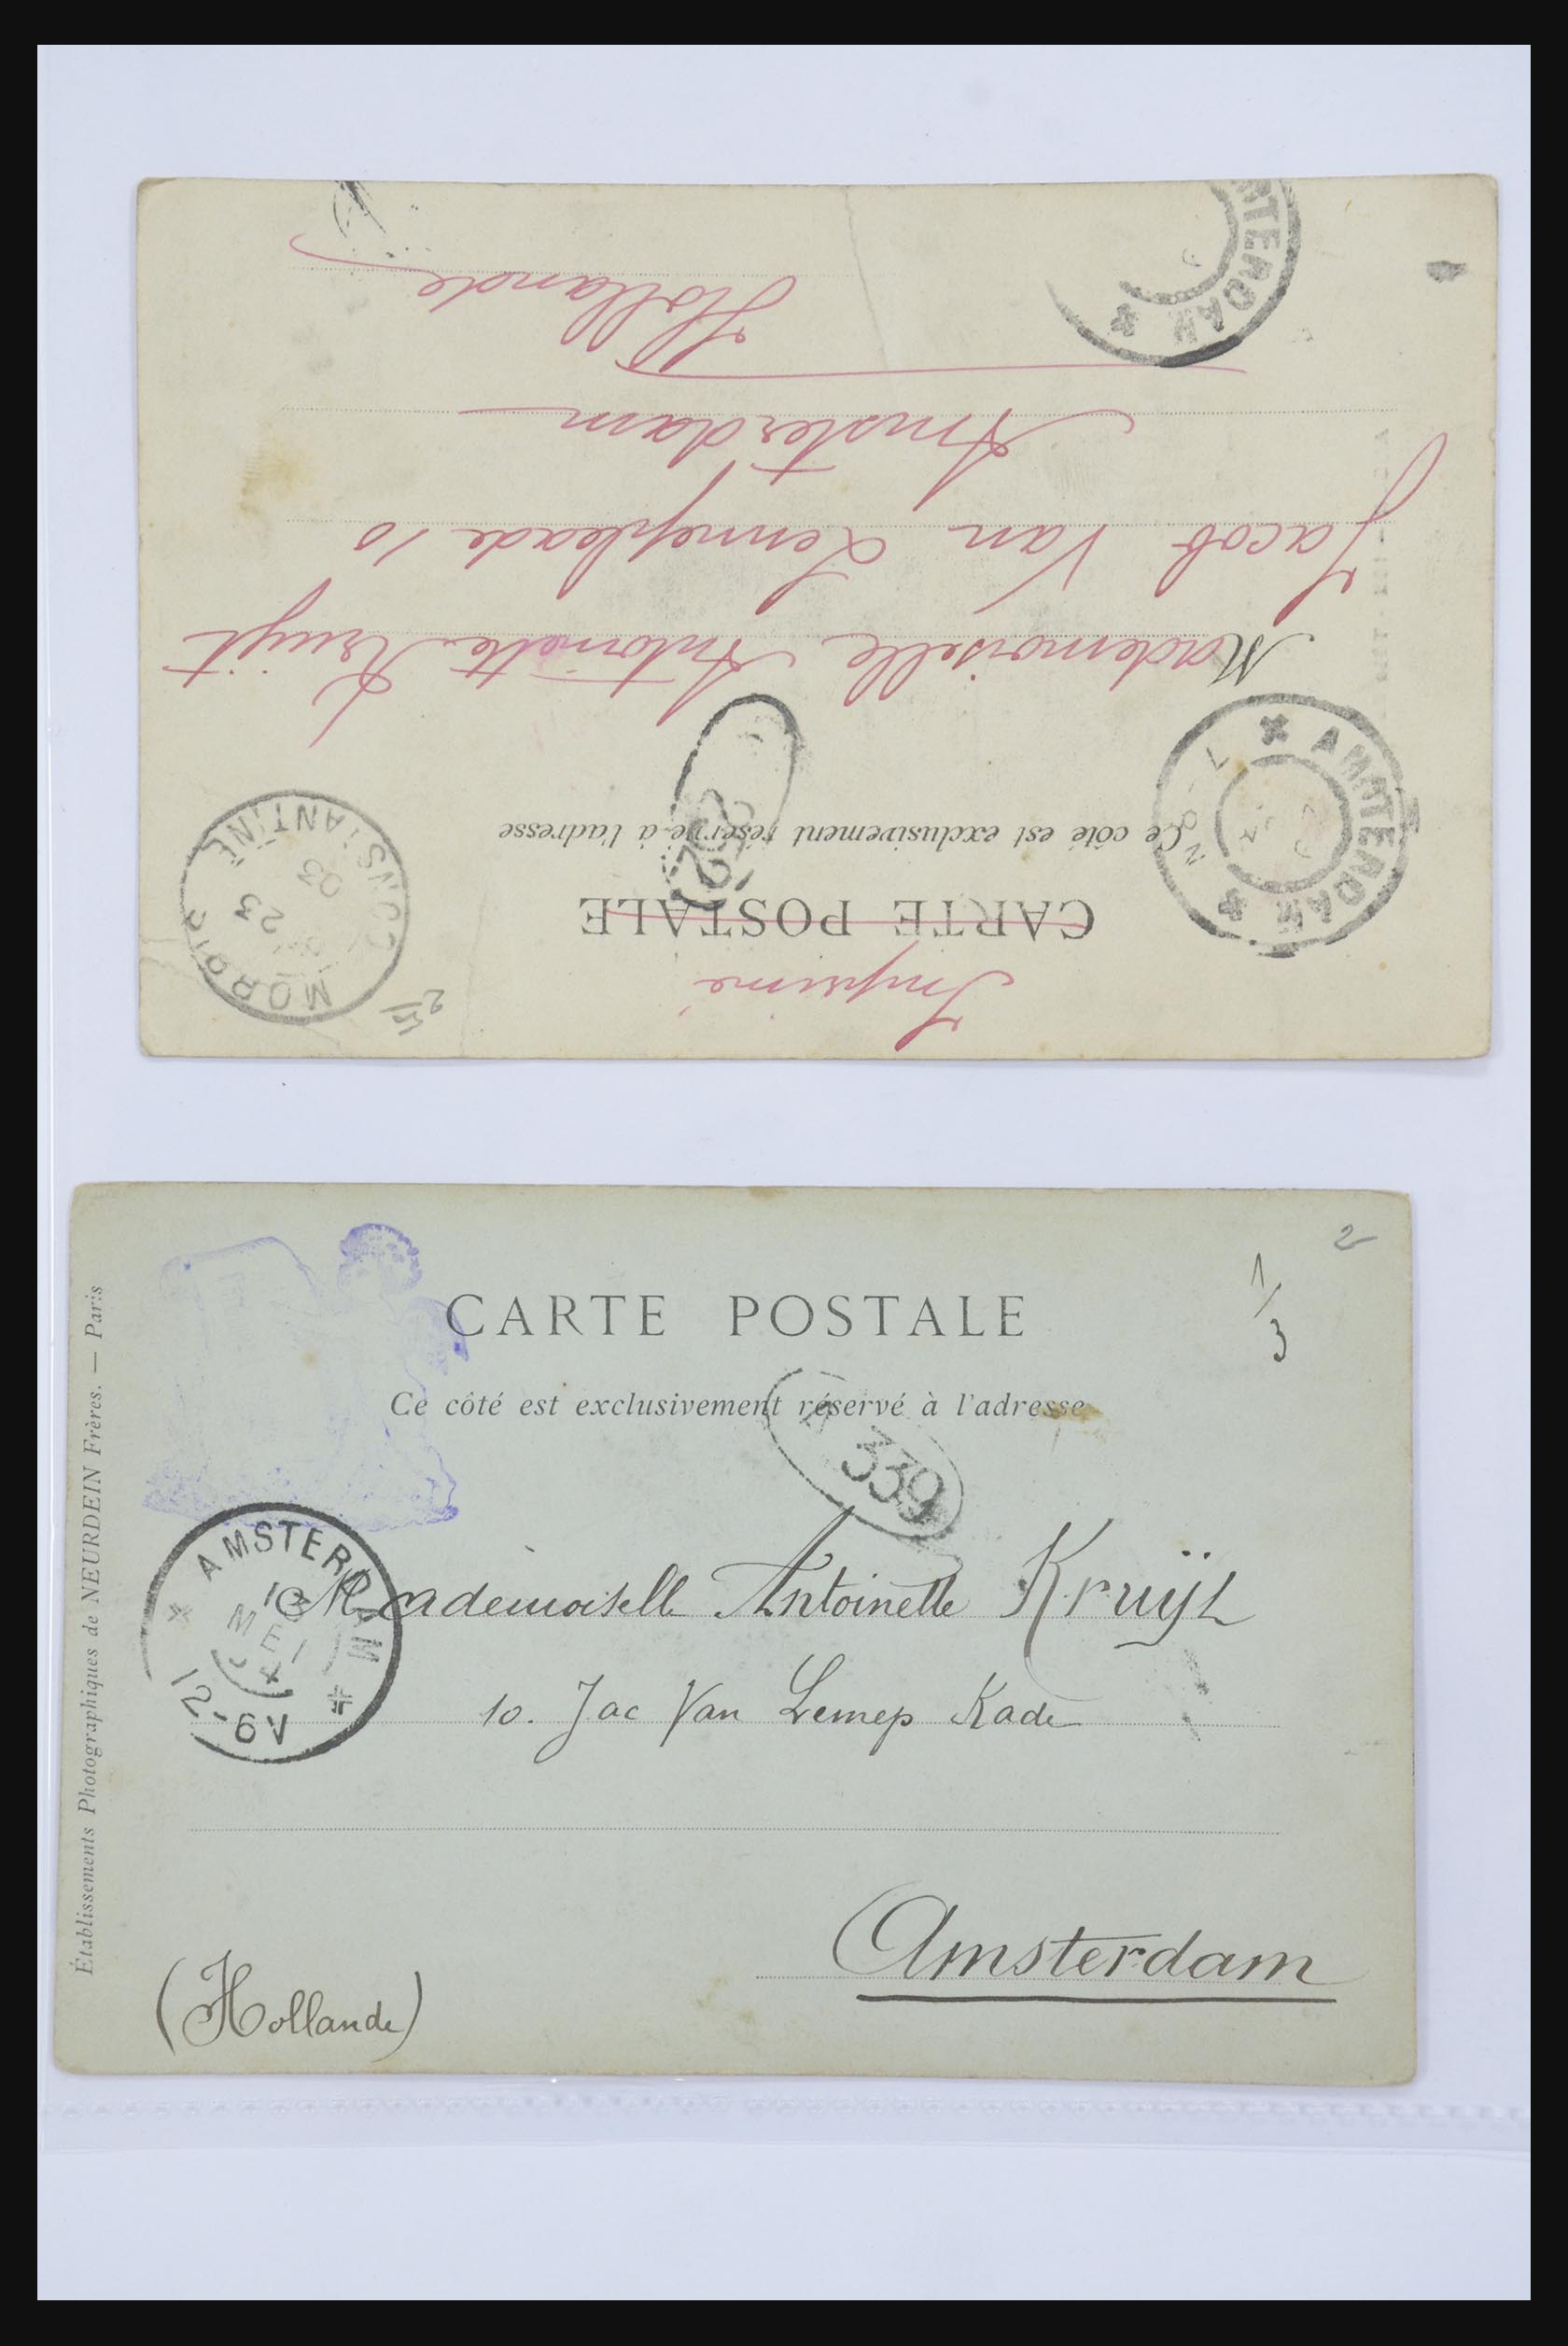 Imprimé
CARTE POSTALE
Ce côté est exclusivement réservé à l'adresse
Mademoiselle Antoinette Kruijt
Jacob Van Lennepkade 10
Amsterdam
Hollande
AMSTERDAM
CONSTANTINE
23
03
AMSTERDAM
2
1/3
CARTE POSTALE
Ce côté est exclusivement réservé à l'adresse
339
Mademoiselle Antoinette Kruijt
10. Jac Van Lennep Kade
Amsterdam
(Hollande)
AMSTERDAM
MEI
12-6V
Établissements Photographiques de NEURDEIN Frères. — Paris